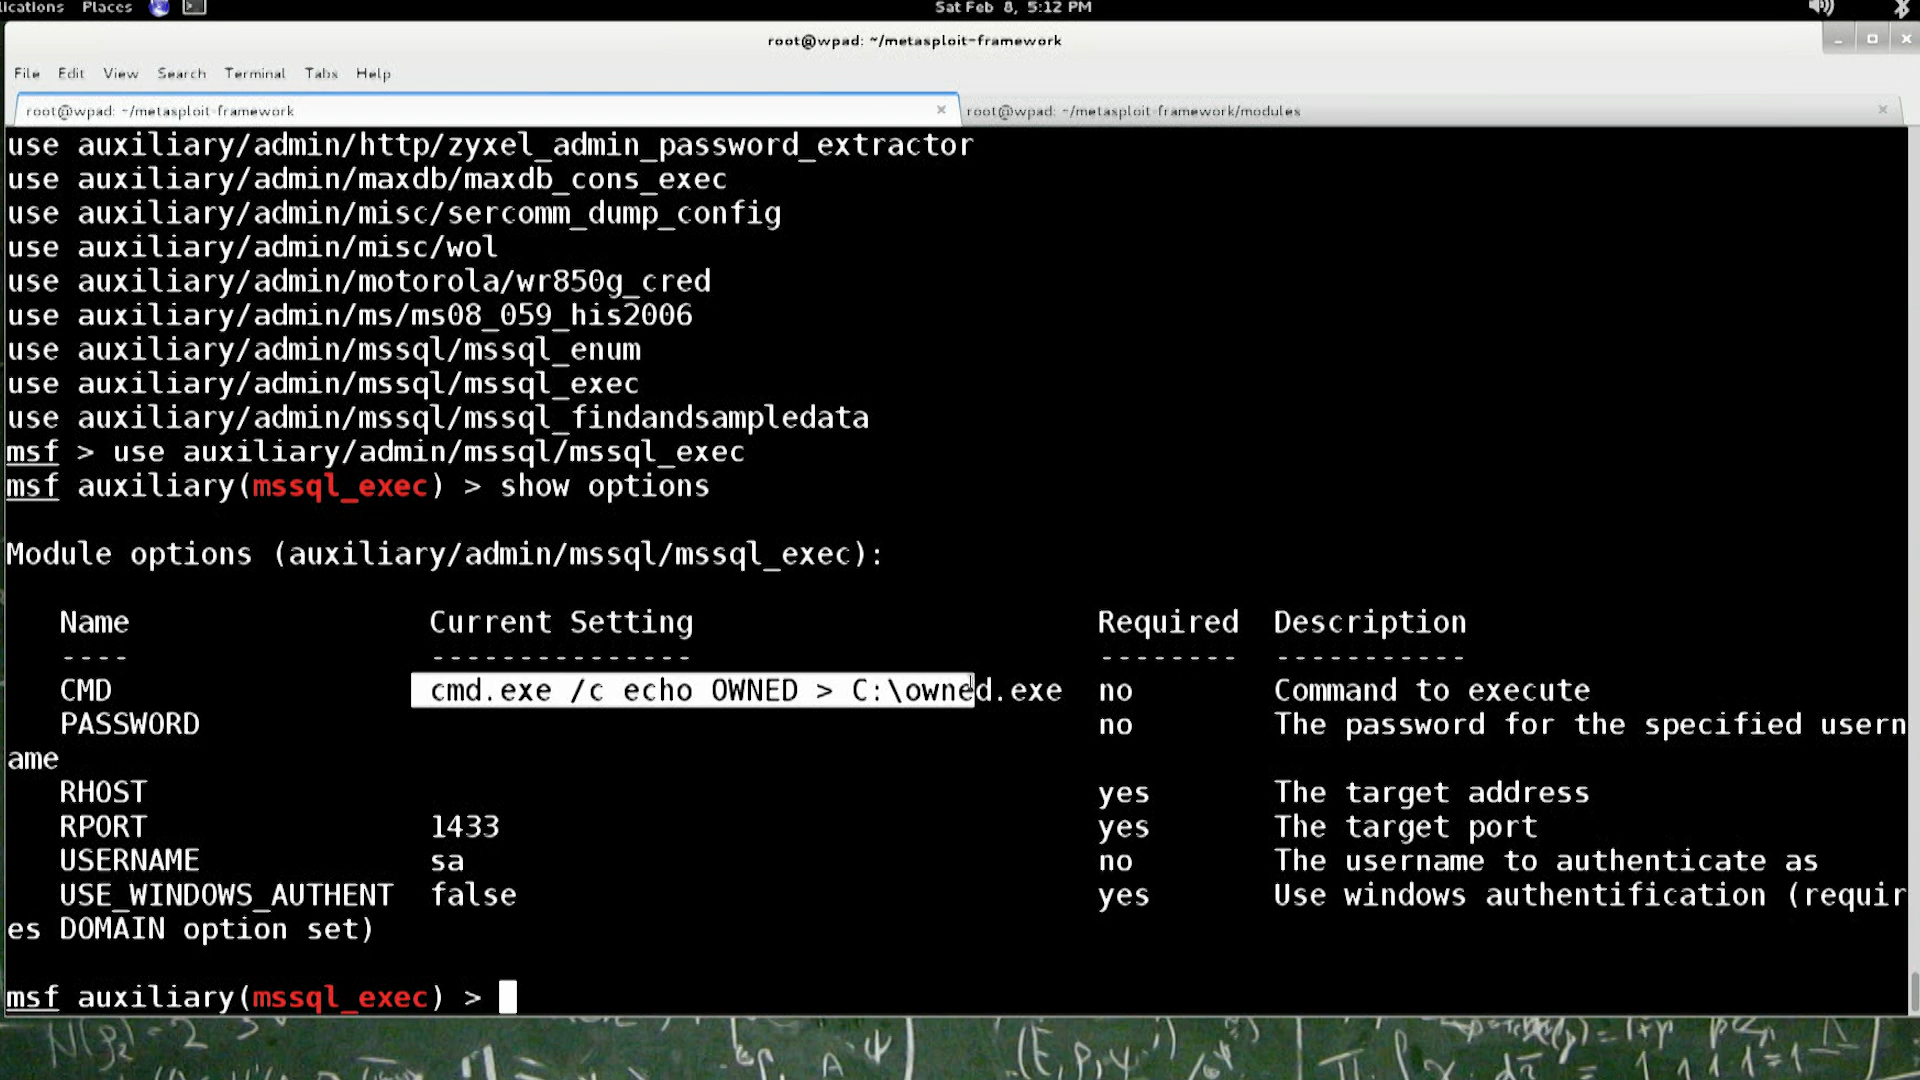 ications Places Sat Feb 8, 5:12 PM
root@wpad: ~/metasploit-framework
File Edit View Search Terminal Tabs Help
root@wpad: ~/metasploit-framework × root@wpad: ~/metasploit-framework/modules ×
use auxiliary/admin/http/zyxel_admin_password_extractor
use auxiliary/admin/maxdb/maxdb_cons_exec
use auxiliary/admin/misc/sercomm_dump_config
use auxiliary/admin/misc/wol
use auxiliary/admin/motorola/wr850g_cred
use auxiliary/admin/ms/ms08_059_his2006
use auxiliary/admin/mssql/mssql_enum
use auxiliary/admin/mssql/mssql_exec
use auxiliary/admin/mssql/mssql_findandsampledata
msf > use auxiliary/admin/mssql/mssql_exec
msf auxiliary(mssql_exec) > show options
Module options (auxiliary/admin/mssql/mssql_exec):
Name Current Setting Required Description
---- --------------- -------- -----------
CMD cmd.exe /c echo OWNED > C:\owned.exe no Command to execute
PASSWORD no The password for the specified usern
ame
RHOST yes The target address
RPORT 1433 yes The target port
USERNAME sa no The username to authenticate as
USE_WINDOWS_AUTHENT false yes Use windows authentification (requir
es DOMAIN option set)
msf auxiliary(mssql_exec) >